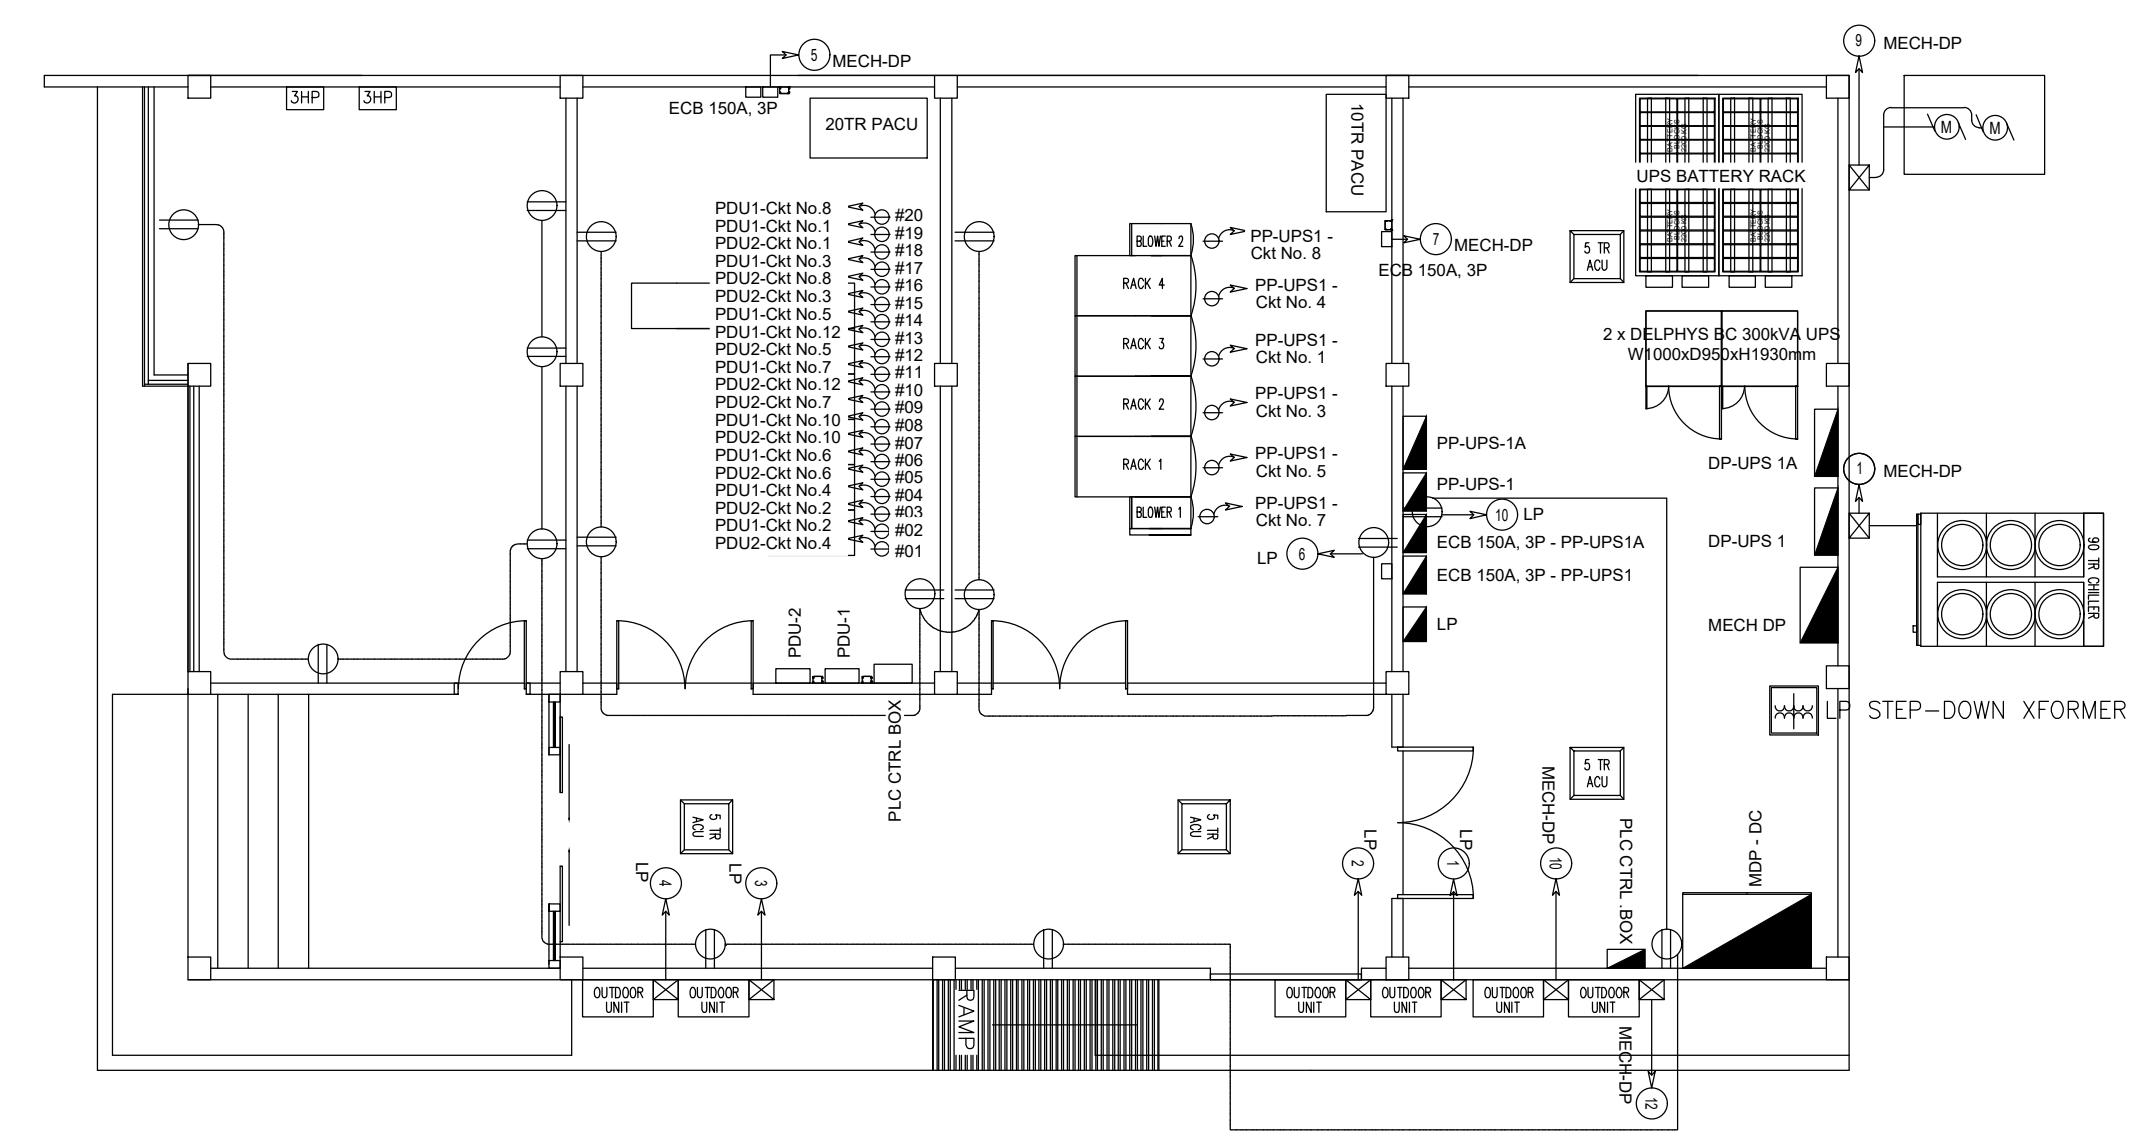 5 MECH-DP
9 MECH-DP
3HP
3HP
ECB 150A, 3P
20TR PACU
10TR PACU
M
M
UPS BATTERY RACK
PDU1-Ckt No.8
#20
PDU1-Ckt No.1
#19
PDU2-Ckt No.1
#18
PDU1-Ckt No.3
#17
PDU2-Ckt No.8
#16
PDU2-Ckt No.3
#15
PDU1-Ckt No.5
#14
PDU1-Ckt No.12
#13
PDU2-Ckt No.5
#12
PDU1-Ckt No.7
#11
PDU2-Ckt No.12
#10
PDU2-Ckt No.7
#09
PDU1-Ckt No.10
#08
PDU2-Ckt No.10
#07
PDU1-Ckt No.6
#06
PDU2-Ckt No.6
#05
PDU1-Ckt No.4
#04
PDU2-Ckt No.2
#03
PDU1-Ckt No.2
#02
PDU2-Ckt No.4
#01
BLOWER 2
PP-UPS1 -
Ckt No. 8
RACK 4
PP-UPS1 -
Ckt No. 4
RACK 3
PP-UPS1 -
Ckt No. 1
RACK 2
PP-UPS1 -
Ckt No. 3
RACK 1
PP-UPS1 -
Ckt No. 5
BLOWER 1
PP-UPS1 -
Ckt No. 7
7 MECH-DP
ECB 150A, 3P
5 TR
ACU
2 x DELPHYS BC 300kVA UPS
W1000xD950xH1930mm
PP-UPS-1A
PP-UPS-1
10 LP
ECB 150A, 3P - PP-UPS1A
LP 6
ECB 150A, 3P - PP-UPS1
LP
DP-UPS 1A
1 MECH-DP
DP-UPS 1
MECH DP
90 TR CHILLER
LP STEP-DOWN XFORMER
PDU-2
PDU-1
PLC CTRL BOX
5 TR
ACU
5 TR
ACU
5 TR
ACU
LP
4
LP
3
LP
2
LP
1
MECH-DP
10
PLC CTRL .BOX
MDP - DC
OUTDOOR
UNIT
OUTDOOR
UNIT
RAMP
OUTDOOR
UNIT
OUTDOOR
UNIT
OUTDOOR
UNIT
OUTDOOR
UNIT
MECH-DP
12